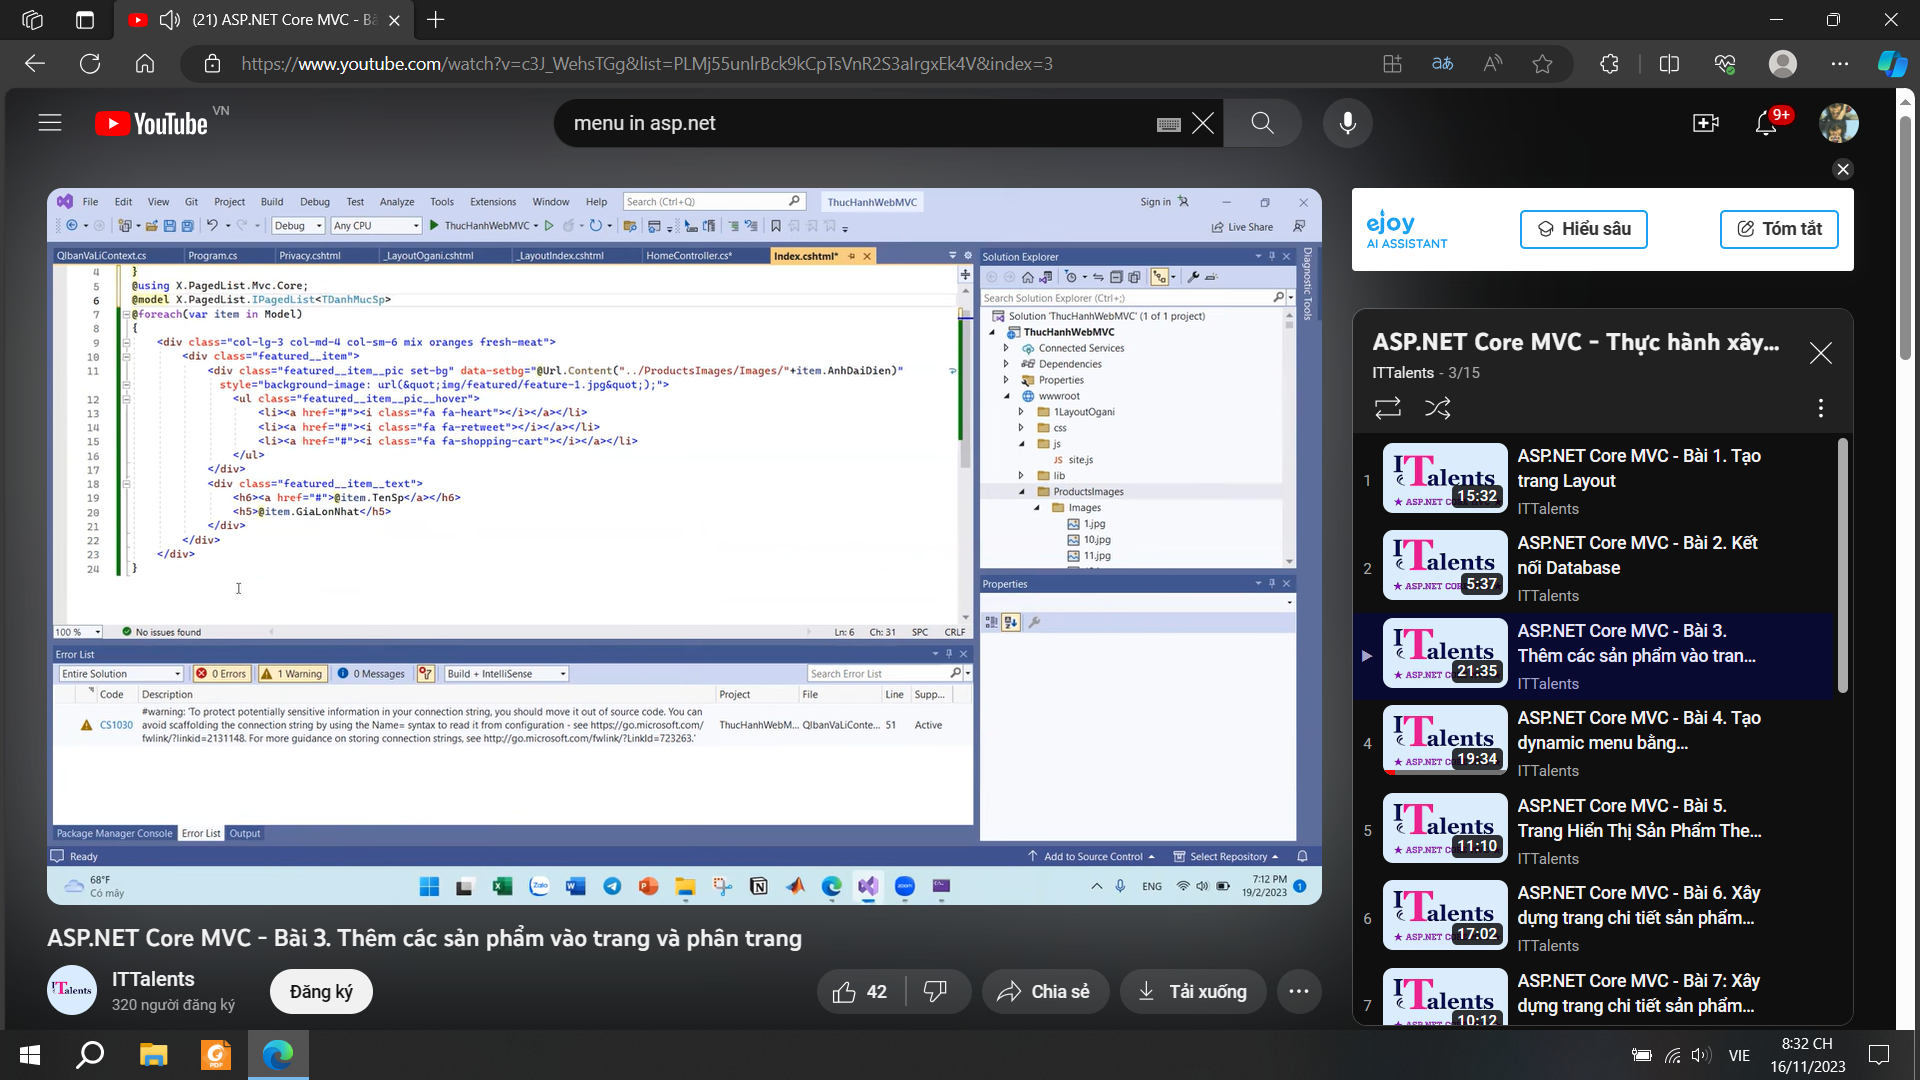 (21) ASP.NET Core MVC - Bà
https://www.youtube.com/watch?v=c3J_WehsTGg&list=PLMj55unlrBck9kCpTsVnR2S3alrgxEk4V&index=3
YouTube VN
menu in asp.net
9+
File Edit View Git Project Build Debug Test Analyze Tools Extensions Window Help Search (Ctrl+Q) ThucHanhWebMVC Sign in
Debug Any CPU ThucHanhWebMVC Live Share
QlbanVaLiContext.cs Program.cs Privacy.cshtml _LayoutOgani.cshtml _LayoutIndex.cshtml HomeController.cs* Index.cshtml*
4 }
5 @using X.PagedList.Mvc.Core;
6 @model X.PagedList.IPagedList<TDanhMucSp>
7 @foreach(var item in Model)
8 {
9 <div class="col-lg-3 col-md-4 col-sm-6 mix oranges fresh-meat">
10 <div class="featured__item">
11 <div class="featured__item__pic set-bg" data-setbg="@Url.Content("../ProductsImages/Images/"+item.AnhDaiDien)"
style="background-image: url(&quot;img/featured/feature-1.jpg&quot;);">
12 <ul class="featured__item__pic__hover">
13 <li><a href="#"><i class="fa fa-heart"></i></a></li>
14 <li><a href="#"><i class="fa fa-retweet"></i></a></li>
15 <li><a href="#"><i class="fa fa-shopping-cart"></i></a></li>
16 </ul>
17 </div>
18 <div class="featured__item__text">
19 <h6><a href="#">@item.TenSp</a></h6>
20 <h5>@item.GiaLonNhat</h5>
21 </div>
22 </div>
23 </div>
24 }
100 % No issues found Ln: 6 Ch: 31 SPC CRLF
Error List
Entire Solution 0 Errors 1 Warning 0 Messages Build + IntelliSense Search Error List
Code Description Project File Line Supp...
CS1030 #warning: 'To protect potentially sensitive information in your connection string, you should move it out of source code. You can
avoid scaffolding the connection string by using the Name= syntax to read it from configuration - see https://go.microsoft.com/
fwlink/?linkid=2131148. For more guidance on storing connection strings, see http://go.microsoft.com/fwlink/?LinkId=723263.'
ThucHanhWebM... QlbanVaLiConte... 51 Active
Package Manager Console Error List Output
Ready Add to Source Control Select Repository
Solution Explorer
Search Solution Explorer (Ctrl+;)
Solution 'ThucHanhWebMVC' (1 of 1 project)
ThucHanhWebMVC
Connected Services
Dependencies
Properties
wwwroot
1LayoutOgani
css
js
JS site.js
lib
ProductsImages
Images
1.jpg
10.jpg
11.jpg
Properties
Diagnostic Tools
68°F
Có mây
Zalo
zoom
ENG
7:12 PM
19/2/2023
1
ASP.NET Core MVC - Bài 3. Thêm các sản phẩm vào trang và phân trang
ITalents
ITTalents
320 người đăng ký
Đăng ký
42
Chia sẻ
Tải xuống
ejoy
AI ASSISTANT
Hiểu sâu
Tóm tắt
ASP.NET Core MVC - Thực hành xây...
ITTalents - 3/15
1
ITalents
15:32
ASP.NET Core MVC - Bài 1. Tạo
trang Layout
ITTalents
2
ITalents
5:37
ASP.NET Core MVC - Bài 2. Kết
nối Database
ITTalents
ITalents
21:35
ASP.NET Core MVC - Bài 3.
Thêm các sản phẩm vào tran...
ITTalents
4
ITalents
19:34
ASP.NET Core MVC - Bài 4. Tạo
dynamic menu bằng...
ITTalents
5
ITalents
11:10
ASP.NET Core MVC - Bài 5.
Trang Hiển Thị Sản Phẩm The...
ITTalents
6
ITalents
17:02
ASP.NET Core MVC - Bài 6. Xây
dựng trang chi tiết sản phẩm...
ITTalents
7
ITalents
10:12
ASP.NET Core MVC - Bài 7: Xây
dựng trang chi tiết sản phẩm...
PDF
VIE
8:32 CH
16/11/2023